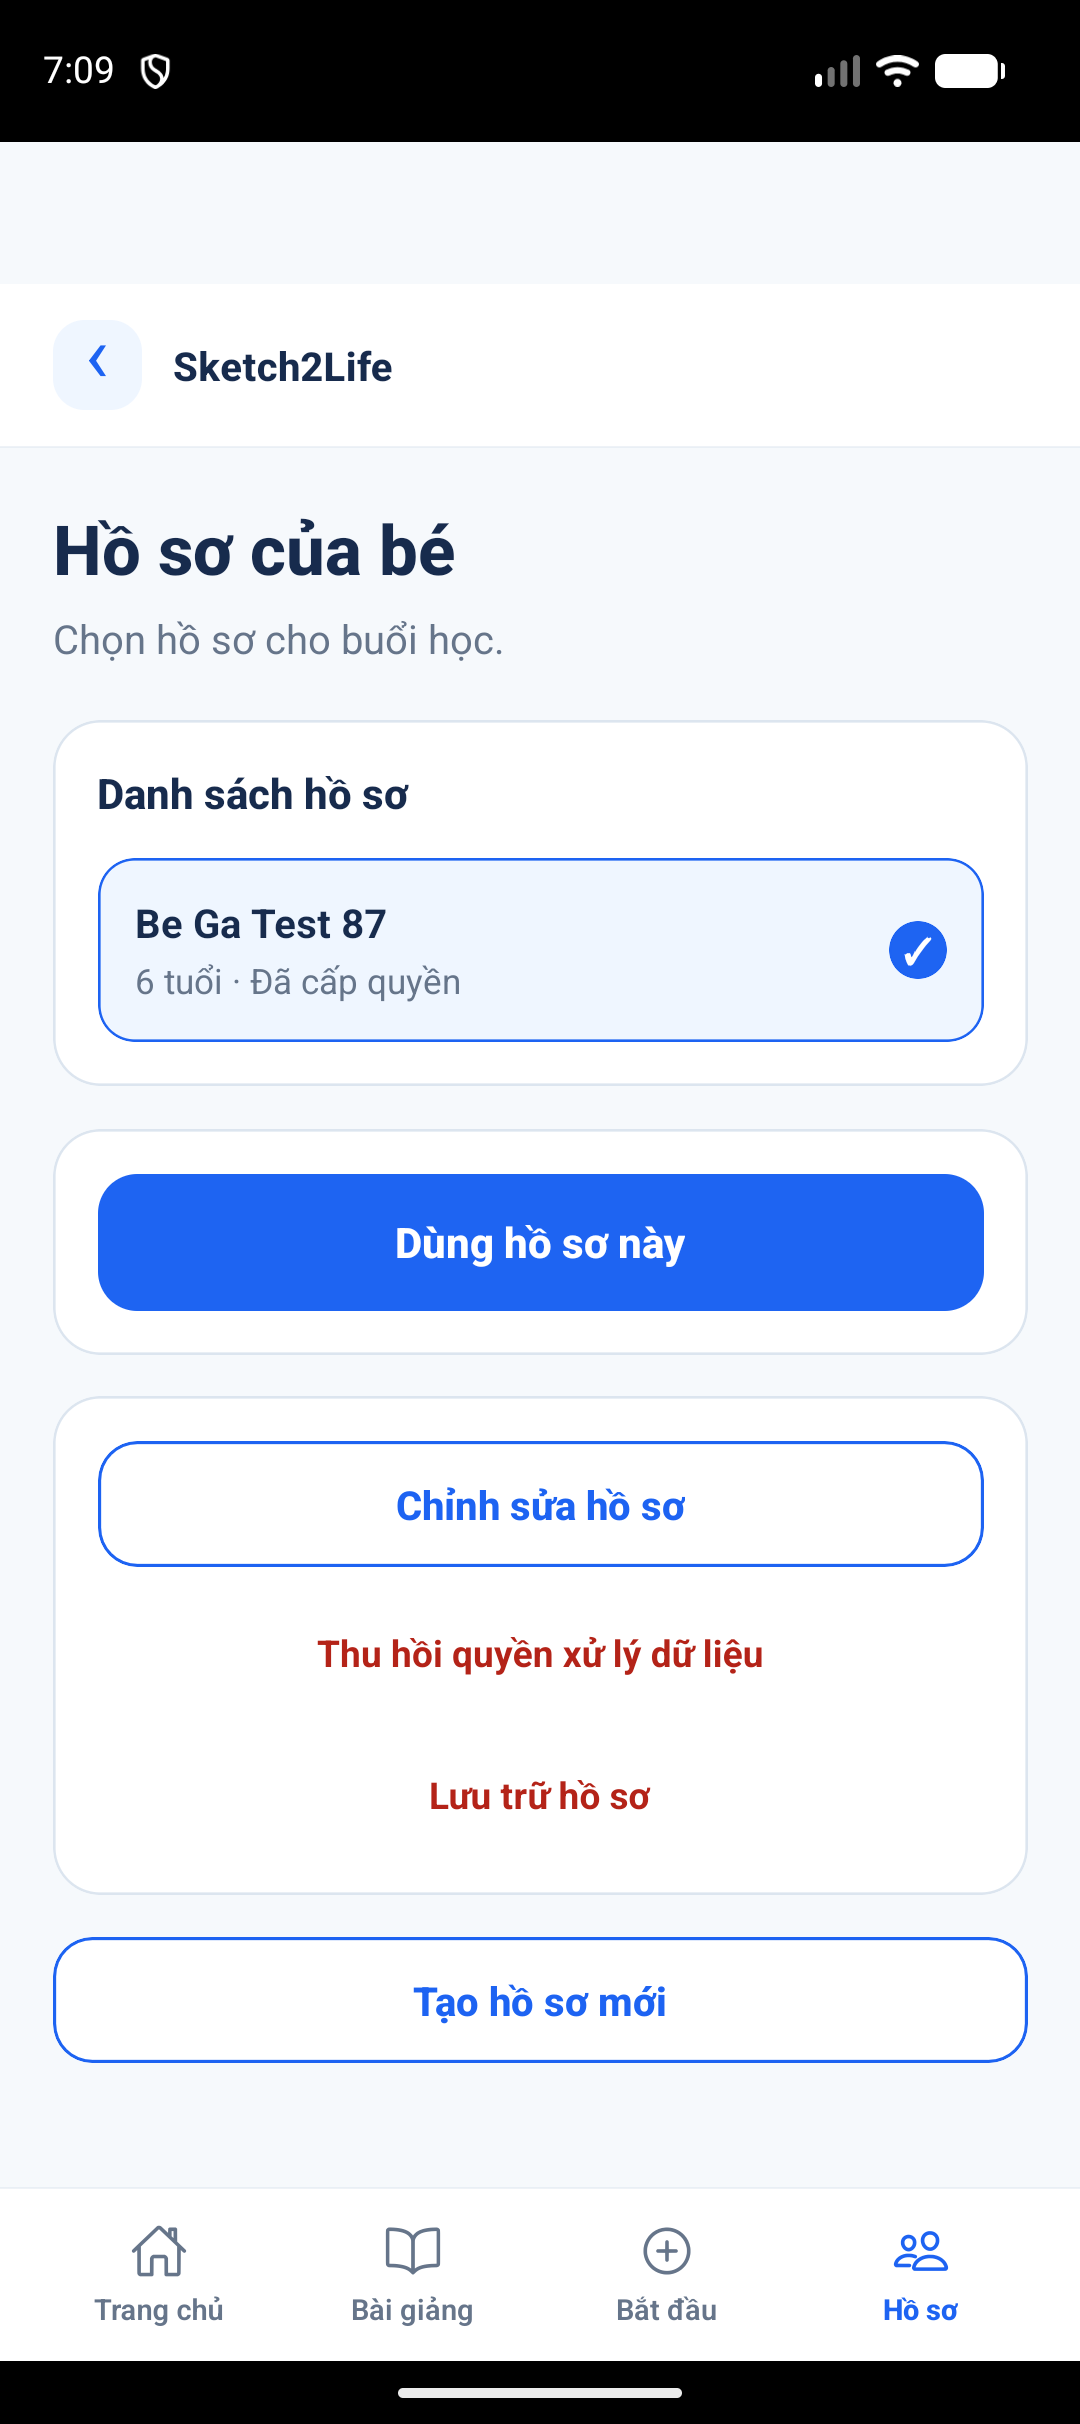 7:09
Sketch2Life
Hồ sơ của bé
Chọn hồ sơ cho buổi học.
Danh sách hồ sơ
Be Ga Test 87
6 tuổi · Đã cấp quyền
Dùng hồ sơ này
Chỉnh sửa hồ sơ
Thu hồi quyền xử lý dữ liệu
Lưu trữ hồ sơ
Tạo hồ sơ mới
Trang chủ
Bài giảng
Bắt đầu
Hồ sơ